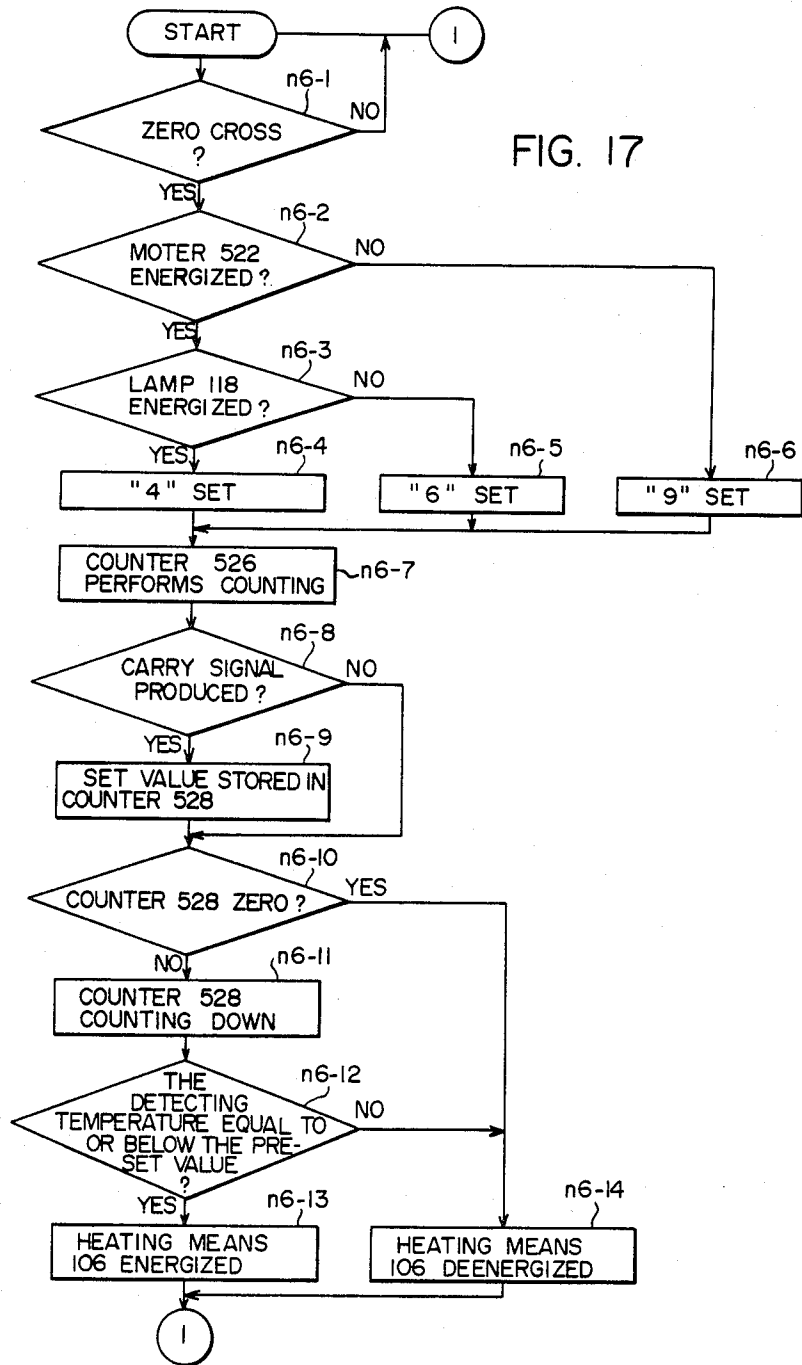 START
1
n6-1
NO
ZERO CROSS
?
FIG. 17
YES
n6-2
NO
MOTER 522
ENERGIZED?
YES
n6-3
NO
LAMP 118
ENERGIZED?
YES
n6-4
n6-5
n6-6
"4" SET
"6" SET
"9" SET
COUNTER 526
PERFORMS COUNTING
n6-7
n6-8
NO
CARRY SIGNAL
PRODUCED?
YES
n6-9
SET VALUE STORED IN
COUNTER 528
n6-10
YES
COUNTER 528 ZERO?
NO
n6-11
COUNTER 528
COUNTING DOWN
n6-12
NO
THE
DETECTING
TEMPERATURE EQUAL TO
OR BELOW THE PRE-
SET VALUE
?
YES
n6-13
n6-14
HEATING MEANS
106 ENERGIZED
HEATING MEANS
106 DEENERGIZED
1